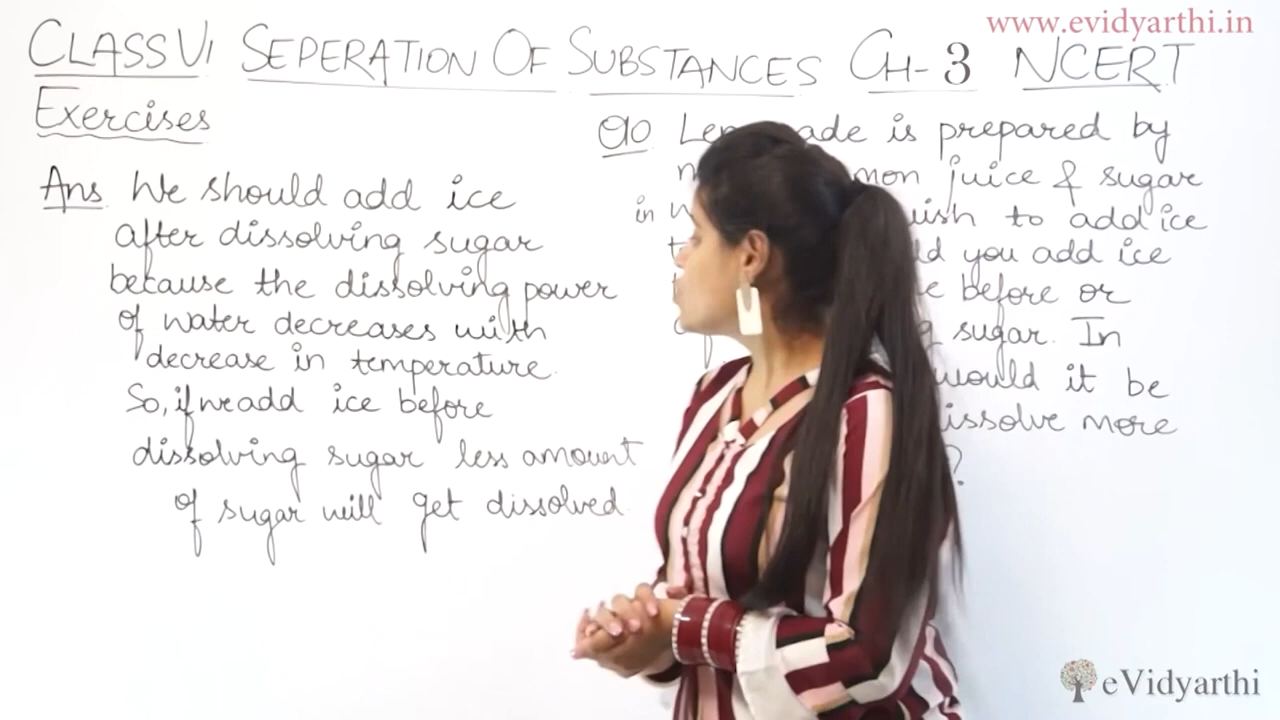 www.evidyarthi.in
CLASS VI SEPERATION OF SUBSTANCES CH-3 NCERT
Exercises
Ans We should add ice
after dissolving sugar
because the dissolving power
of water decreases with
decrease in temperature.
So, if we add ice before
dissolving sugar less amount
of sugar will get dissolved.
Q10 is prepared by
juice & sugar
in to add ice
you add ice
before or
sugar. In
would it be
more
?
eVidyarthi